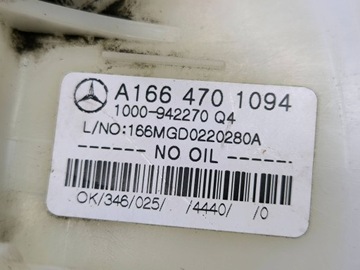 A166 470 1094
1000-942270 Q4
L/NO:166MGD0220280A
NO OIL
OK/346/025/ /4440/ /0